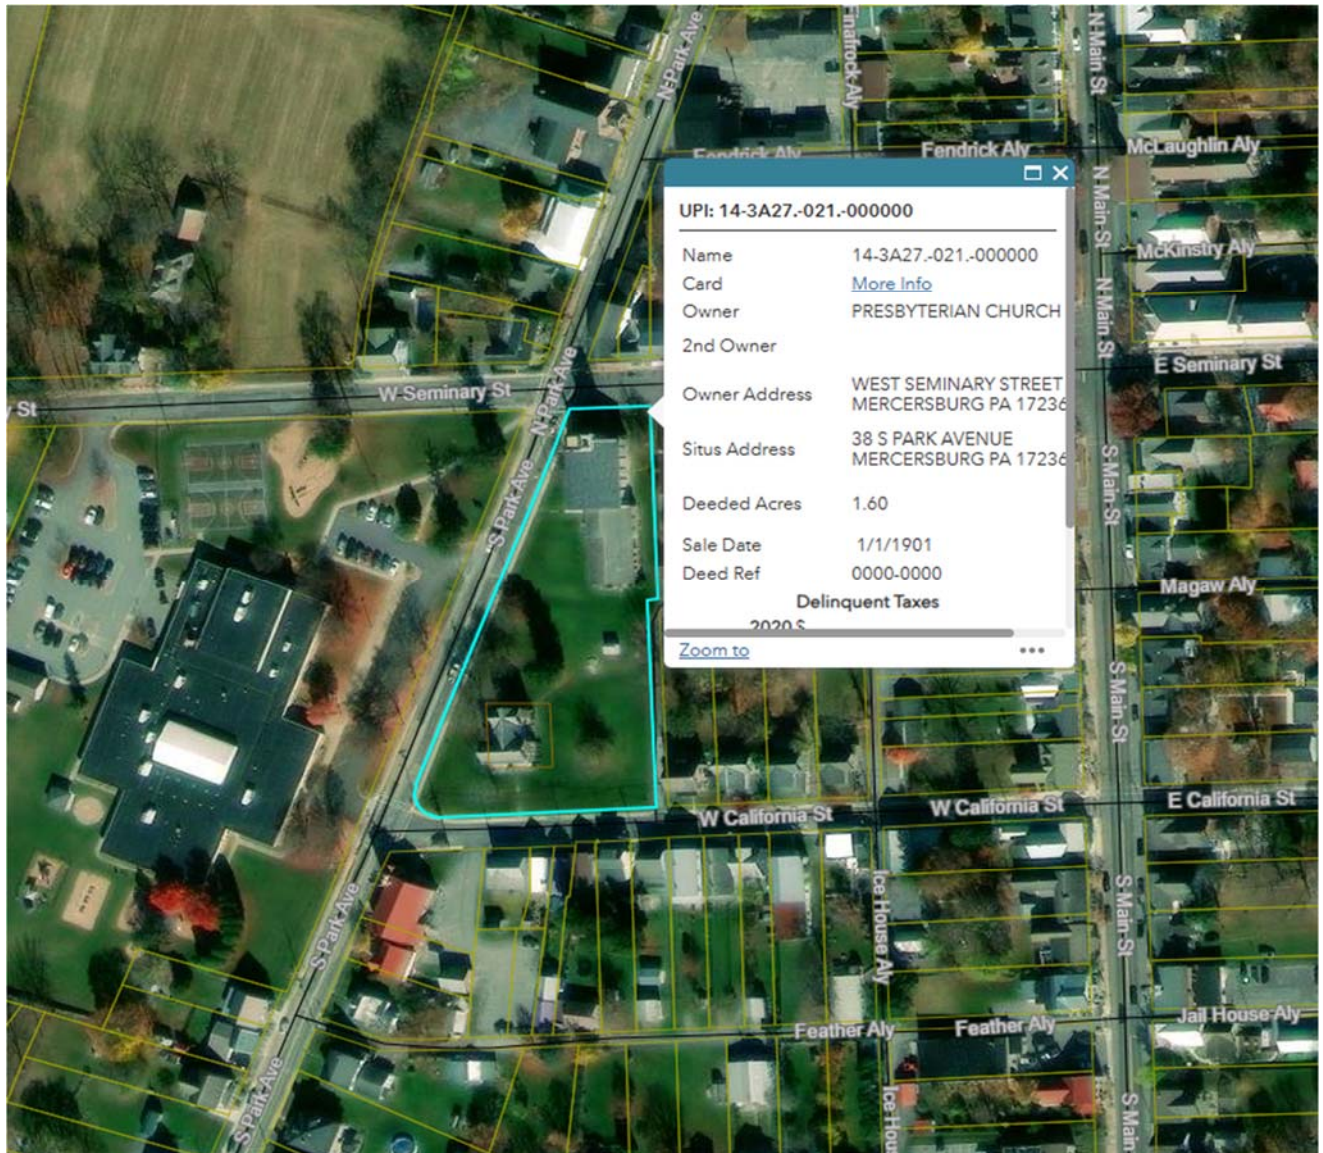 N Park Ave
Finafrock Aly
N Main St
Fendrick Aly
Fendrick Aly
McLaughlin Aly
N Main St
McKinstry Aly
N Main St
E Seminary St
UPI: 14-3A27.-021.-000000
Name 14-3A27.-021.-000000
Card More Info
Owner PRESBYTERIAN CHURCH
2nd Owner
Owner Address WEST SEMINARY STREET
MERCERSBURG PA 17236
Situs Address 38 S PARK AVENUE
MERCERSBURG PA 17236
Deeded Acres 1.60
Sale Date 1/1/1901
Deed Ref 0000-0000
Delinquent Taxes
2020 $
Zoom to
W Seminary St
y St
N Park Ave
S Park Ave
S Main St
Magaw Aly
S Main St
W California St
W California St
E California St
S Park Ave
Ice House Aly
S Main St
Feather Aly
Feather Aly
Jail House Aly
S Park Ave
Ice Hou
S Main